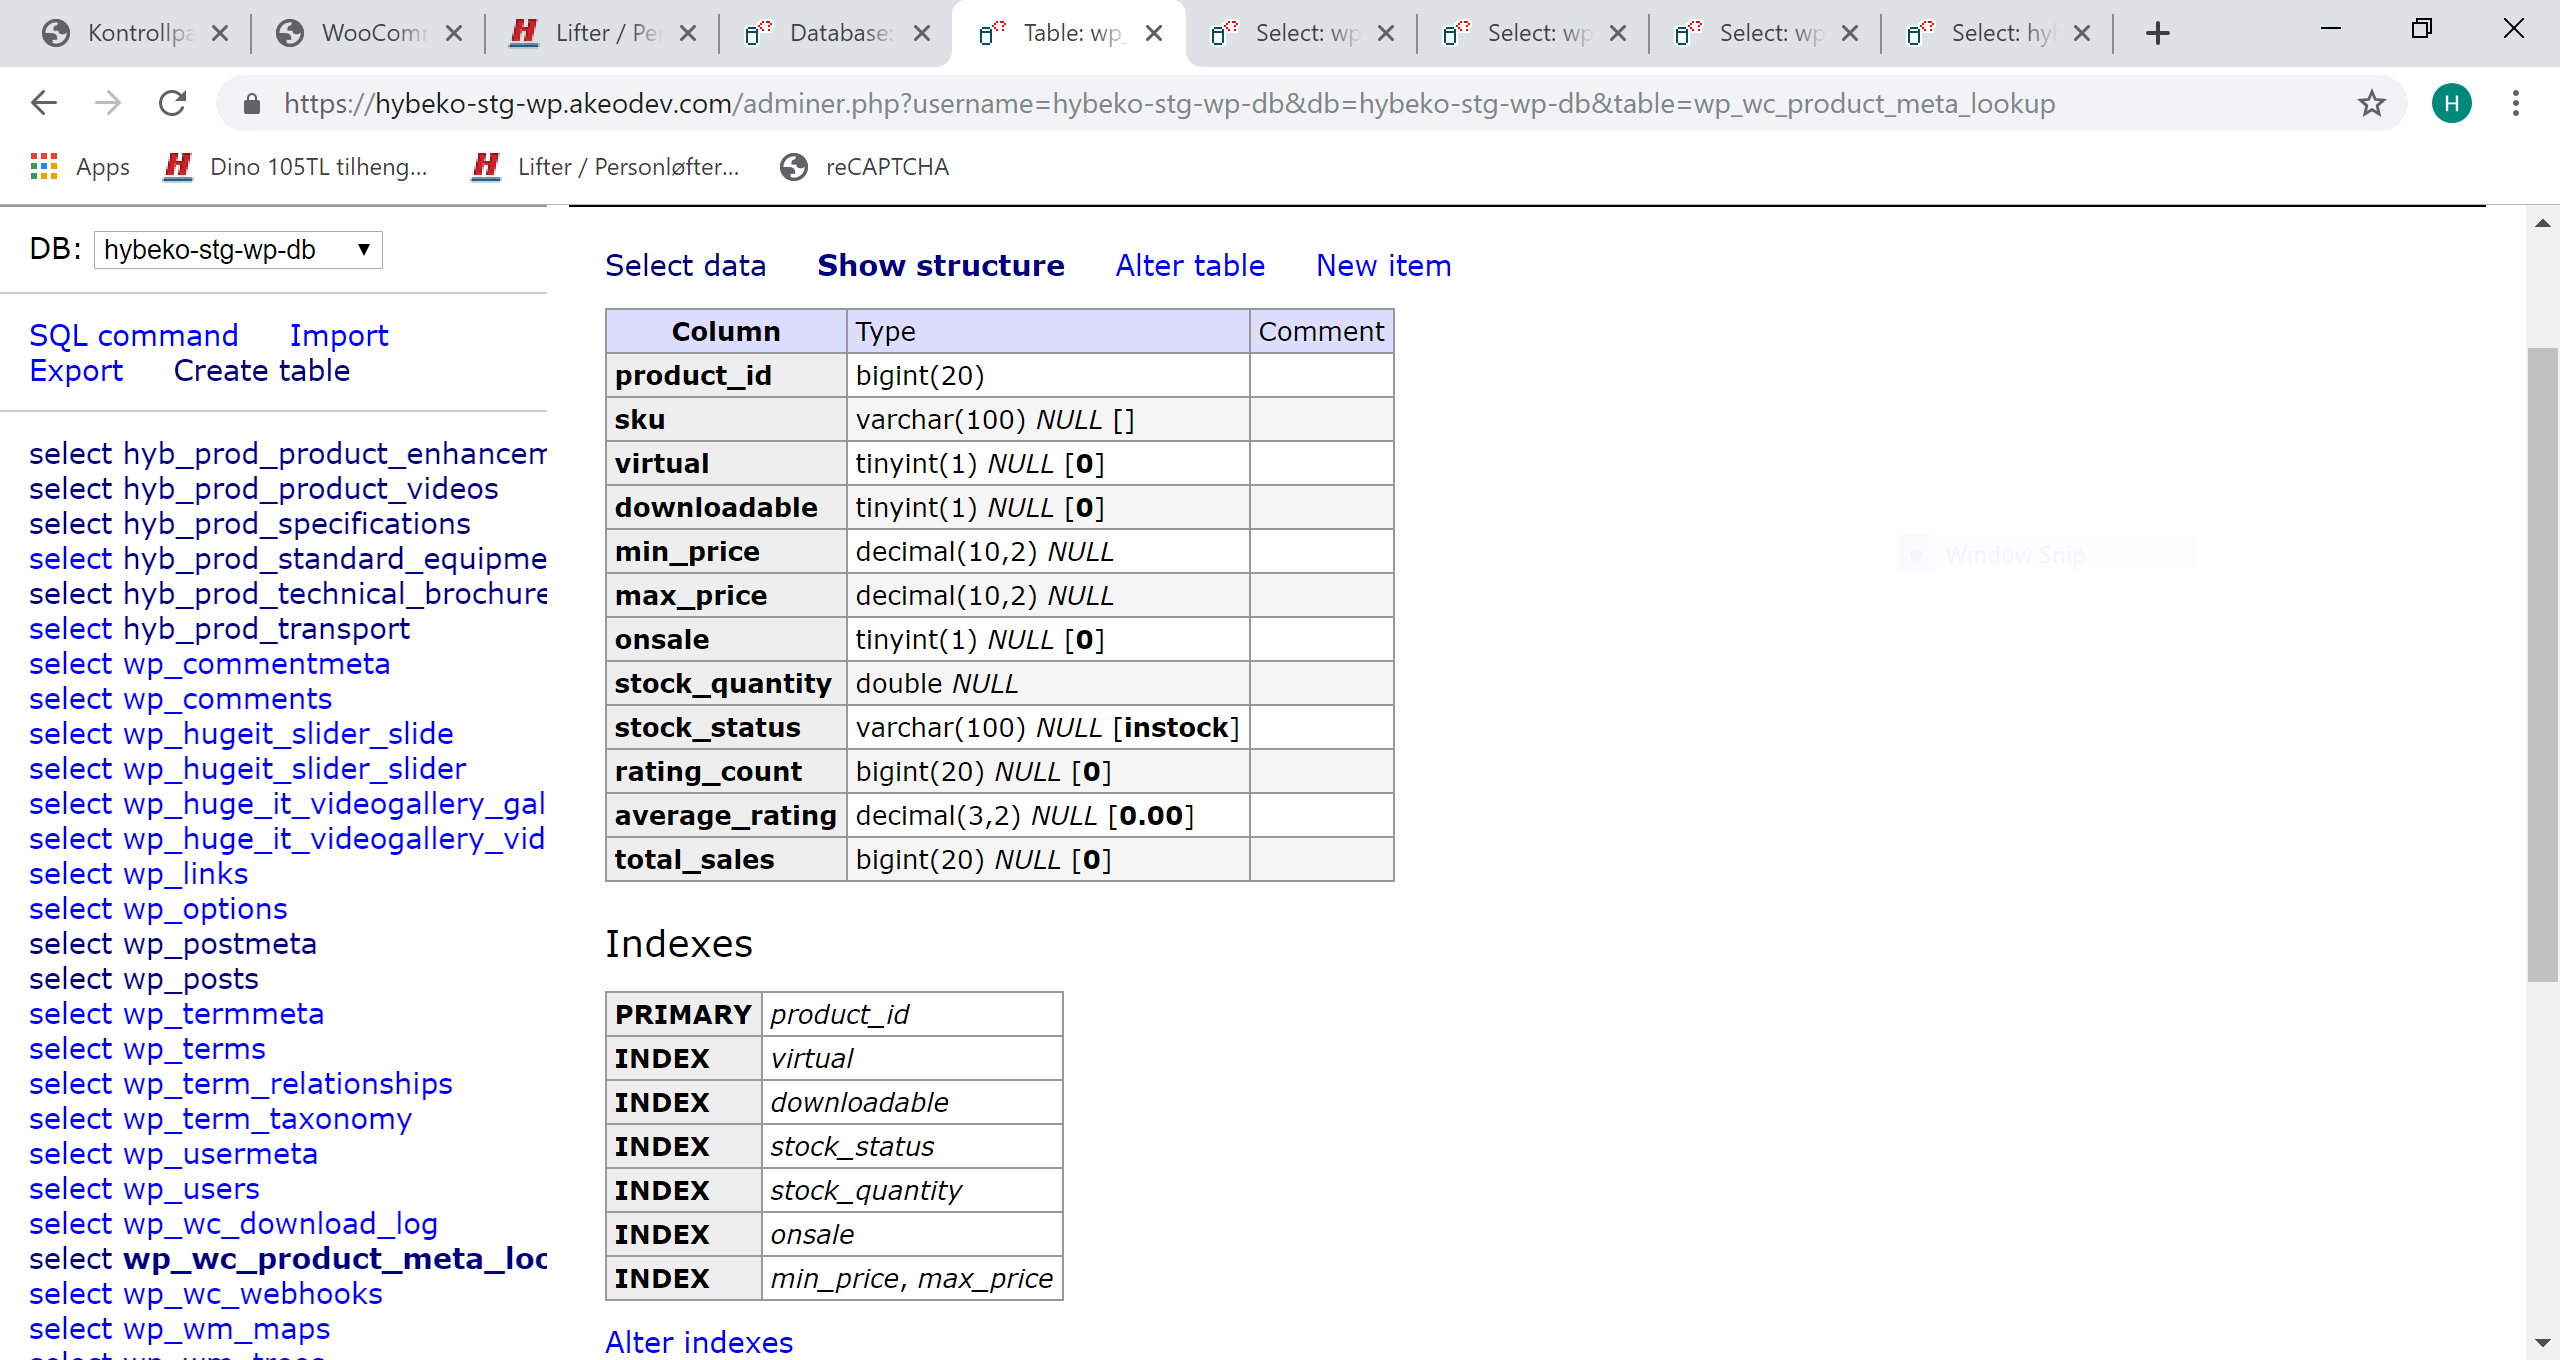 Kontrollpa
WooComm
Lifter / Per
Database:
Table: wp_
Select: wp
Select: wp
Select: wp
Select: hyb
https://hybeko-stg-wp.akeodev.com/adminer.php?username=hybeko-stg-wp-db&db=hybeko-stg-wp-db&table=wp_wc_product_meta_lookup
H
Apps
Dino 105TL tilheng...
Lifter / Personløfter...
reCAPTCHA
DB: hybeko-stg-wp-db
SQL command Import
Export Create table
select hyb_prod_product_enhancem
select hyb_prod_product_videos
select hyb_prod_specifications
select hyb_prod_standard_equipme
select hyb_prod_technical_brochure
select hyb_prod_transport
select wp_commentmeta
select wp_comments
select wp_hugeit_slider_slide
select wp_hugeit_slider_slider
select wp_huge_it_videogallery_gal
select wp_huge_it_videogallery_vid
select wp_links
select wp_options
select wp_postmeta
select wp_posts
select wp_termmeta
select wp_terms
select wp_term_relationships
select wp_term_taxonomy
select wp_usermeta
select wp_users
select wp_wc_download_log
select wp_wc_product_meta_loo
select wp_wc_webhooks
select wp_wm_maps
select wp_wm_trees
Select data Show structure Alter table New item
Column Type Comment
product_id bigint(20)
sku varchar(100) NULL []
virtual tinyint(1) NULL [0]
downloadable tinyint(1) NULL [0]
min_price decimal(10,2) NULL
max_price decimal(10,2) NULL
onsale tinyint(1) NULL [0]
stock_quantity double NULL
stock_status varchar(100) NULL [instock]
rating_count bigint(20) NULL [0]
average_rating decimal(3,2) NULL [0.00]
total_sales bigint(20) NULL [0]
Indexes
PRIMARY product_id
INDEX virtual
INDEX downloadable
INDEX stock_status
INDEX stock_quantity
INDEX onsale
INDEX min_price, max_price
Alter indexes
Window Snip